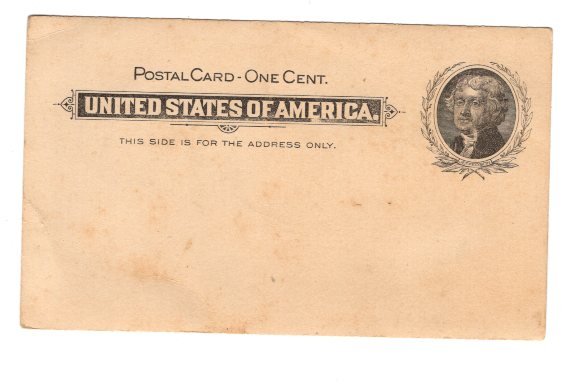 POSTAL CARD - ONE CENT.
UNITED STATES OF AMERICA.
THIS SIDE IS FOR THE ADDRESS ONLY.